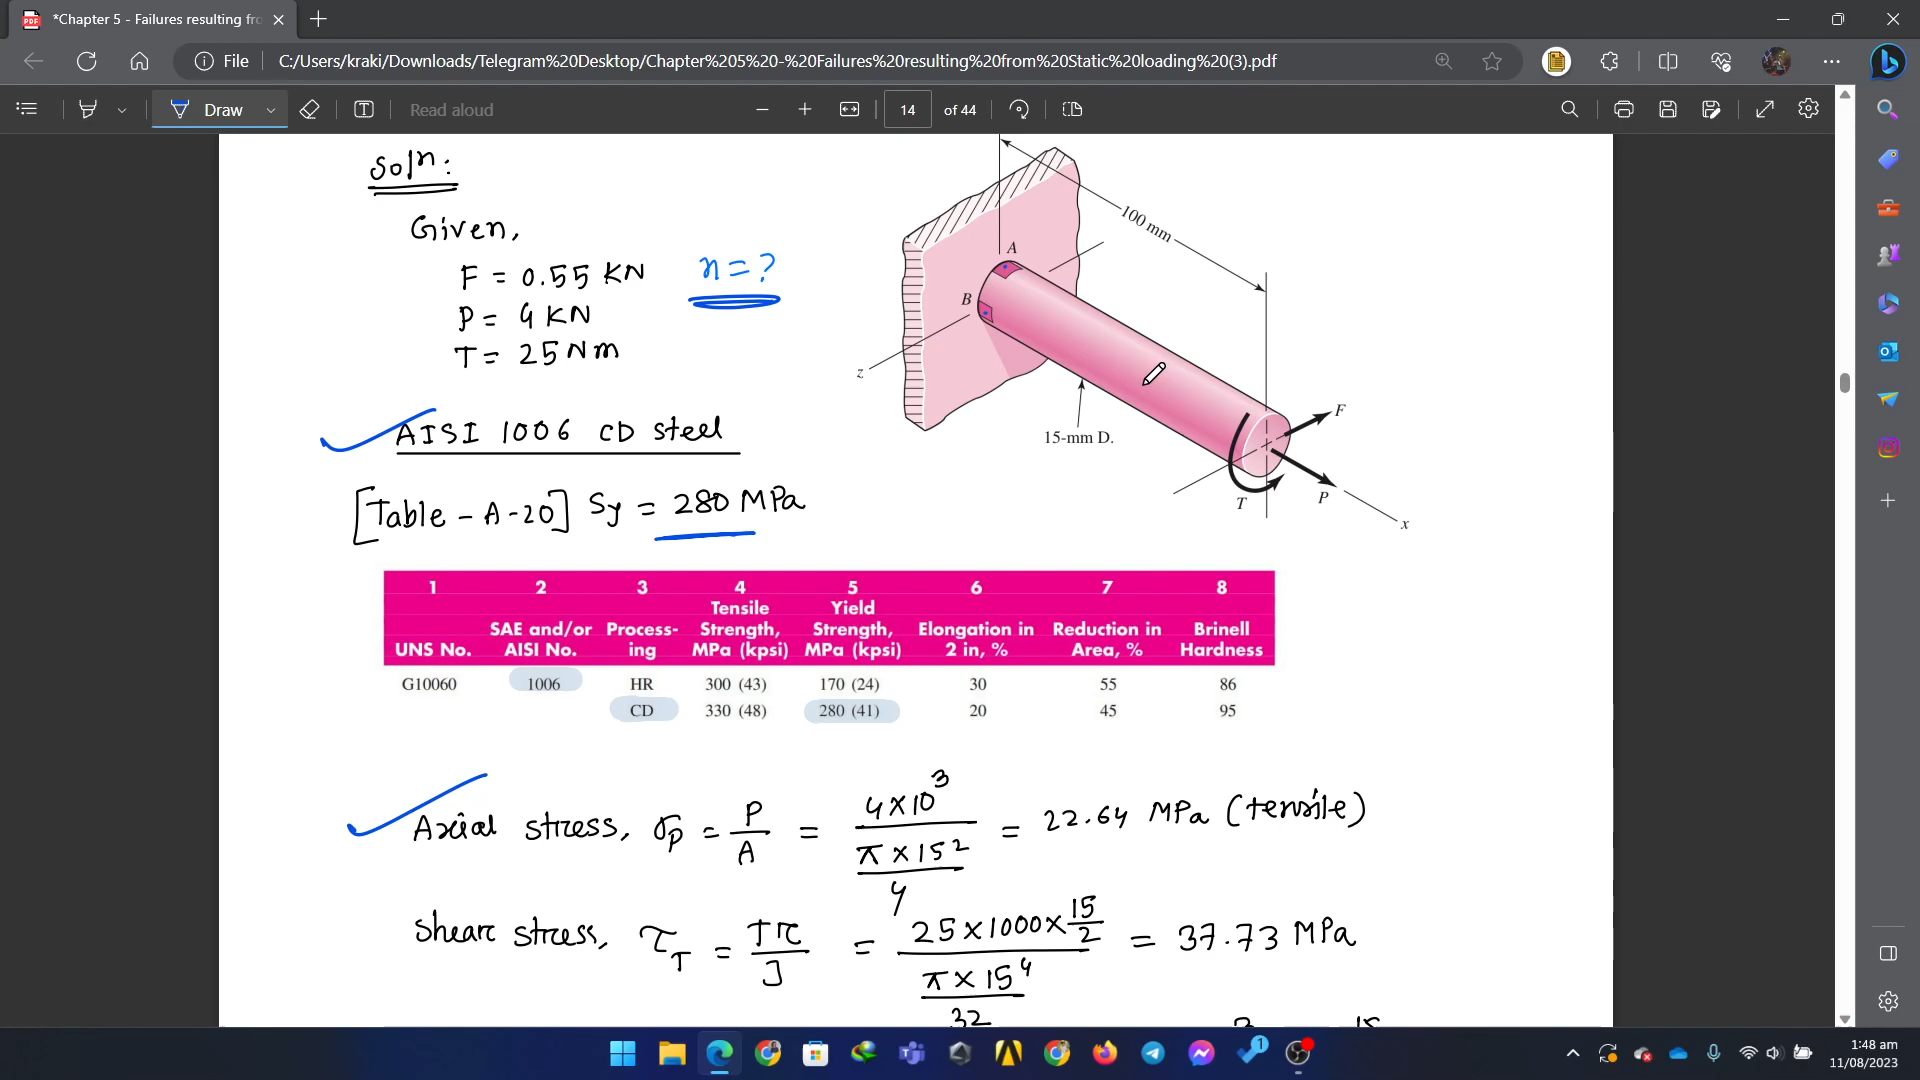 *Chapter 5 - Failures resulting fro
File
C:/Users/kraki/Downloads/Telegram%20Desktop/Chapter%205%20-%20Failures%20resulting%20from%20Static%20loading%20(3).pdf
Draw
Read aloud
14 of 44
Soln:
Given,
F = 0.55 KN
n = ?
P = 4 KN
T = 25 Nm
AISI 1006 CD steel
[Table - A-20] Sy = 280 MPa
100 mm
A
B
z
15-mm D.
F
T
P
x
1 2 3 4 5 6 7 8
Tensile Yield
SAE and/or Process- Strength, Strength, Elongation in Reduction in Brinell
UNS No. AISI No. ing MPa (kpsi) MPa (kpsi) 2 in, % Area, % Hardness
G10060 1006 HR 300 (43) 170 (24) 30 55 86
CD 330 (48) 280 (41) 20 45 95
Axial stress, σp = P/A = 4×10³ / (π×15²/4) = 22.64 MPa (tensile)
Shear stress, τT = Tr/J = 25×1000×15/2 / (π×15⁴/32) = 37.73 MPa
1
1:48 am
11/08/2023